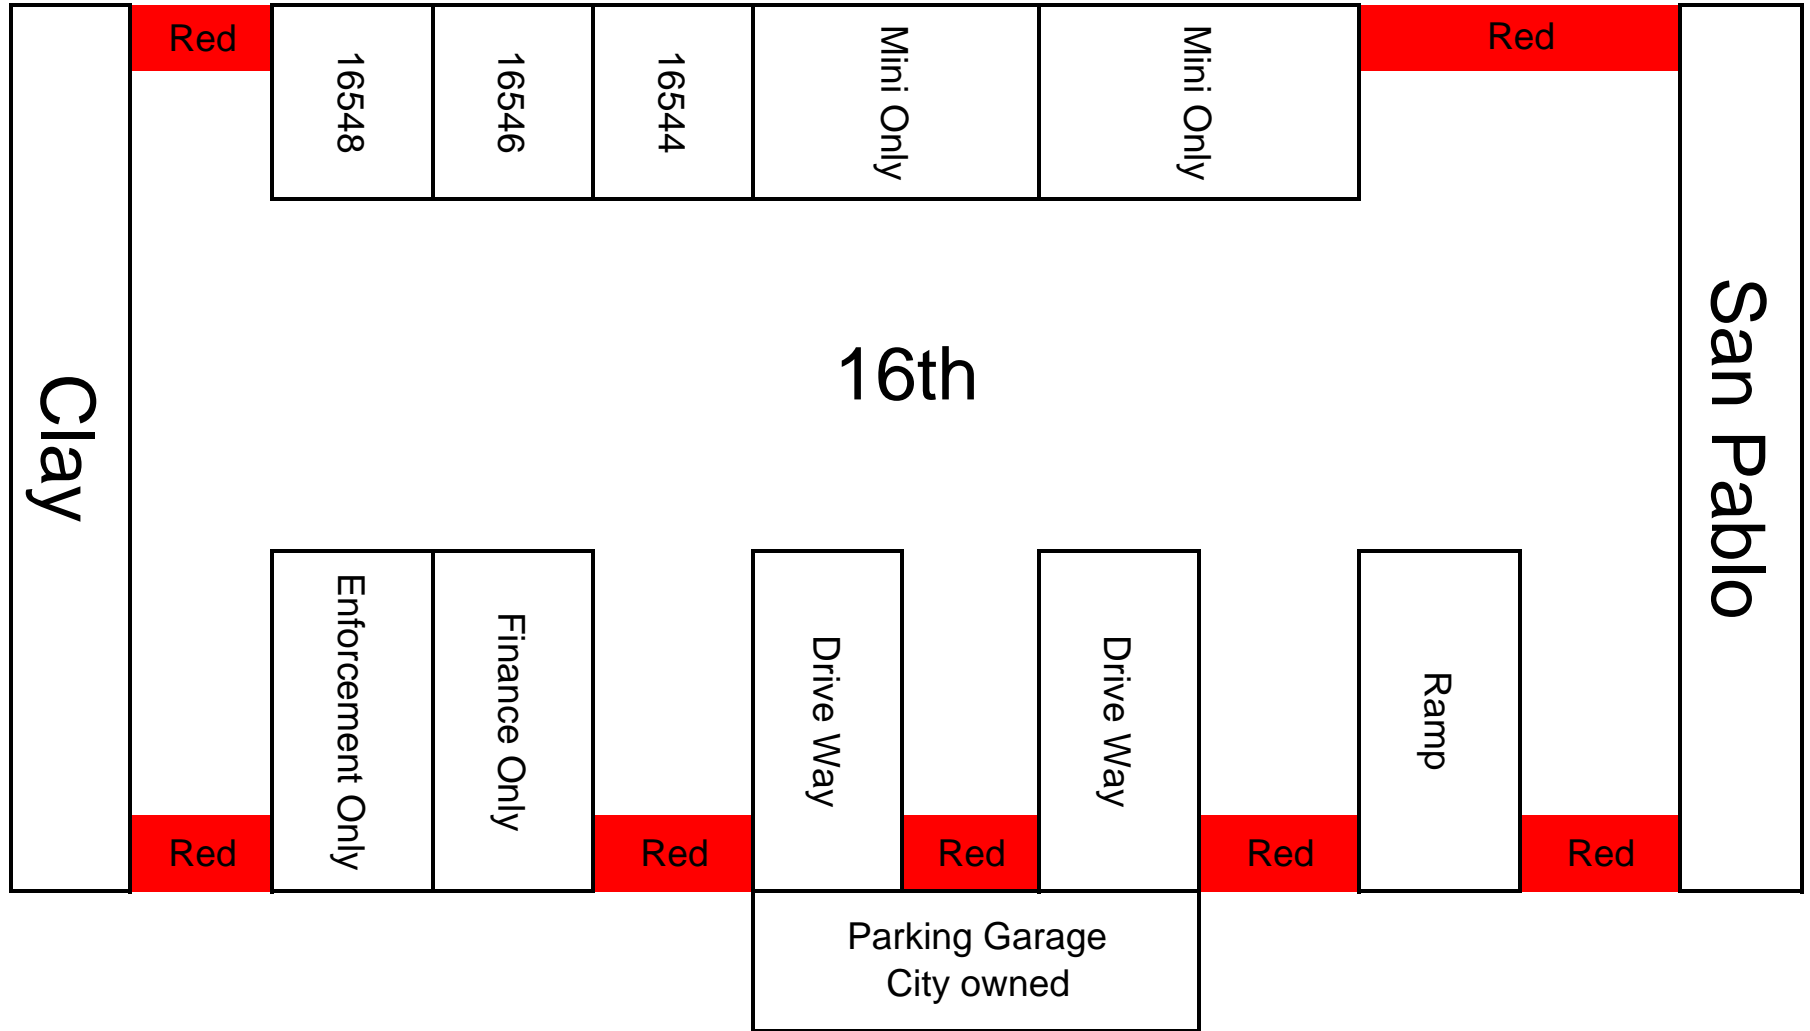 Red
16548
16546
16544
Mini Only
Mini Only
Red
Clay
16th
San Pablo
Red
Enforcement Only
Finance Only
Red
Drive Way
Red
Drive Way
Red
Ramp
Red
Parking Garage
City owned